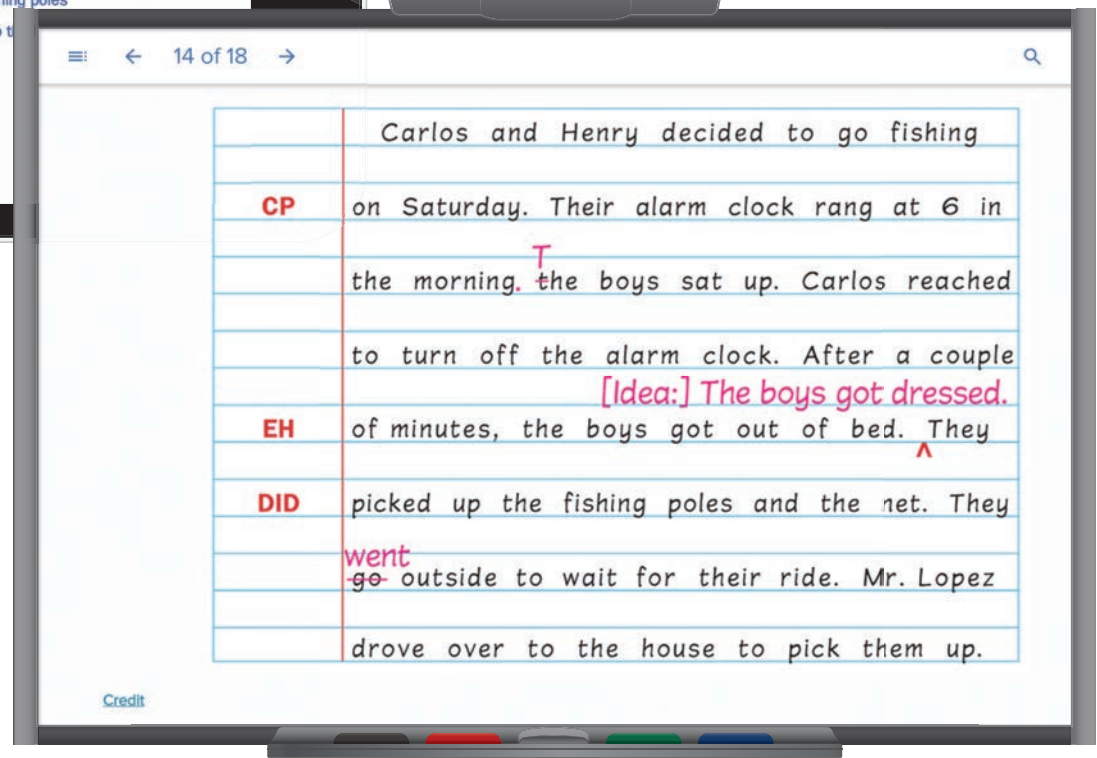 ning poles
14 of 18
Carlos and Henry decided to go fishing
CP on Saturday. Their alarm clock rang at 6 in
T
the morning. the boys sat up. Carlos reached
to turn off the alarm clock. After a couple
[Idea:] The boys got dressed.
EH of minutes, the boys got out of bed. ^ They
DID picked up the fishing poles and the net. They
went
go outside to wait for their ride. Mr. Lopez
drove over to the house to pick them up.
Credit